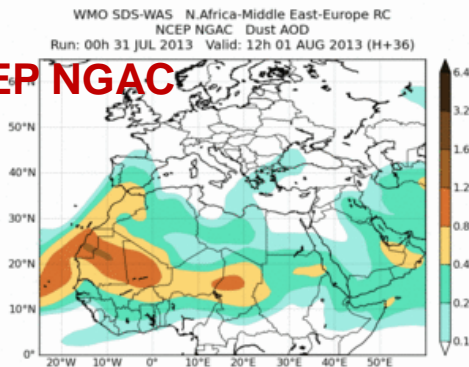 WMO SDS-WAS N.Africa-Middle East-Europe RC
NCEP NGAC Dust AOD
Run: 00h 31 JUL 2013 Valid: 12h 01 AUG 2013 (H+36)
EP NGAC
50°N
40°N
30°N
20°N
10°N
0°
20°W
10°W
0°
10°E
20°E
30°E
40°E
50°E
6.4
3.2
1.6
1.2
0.8
0.4
0.2
0.1